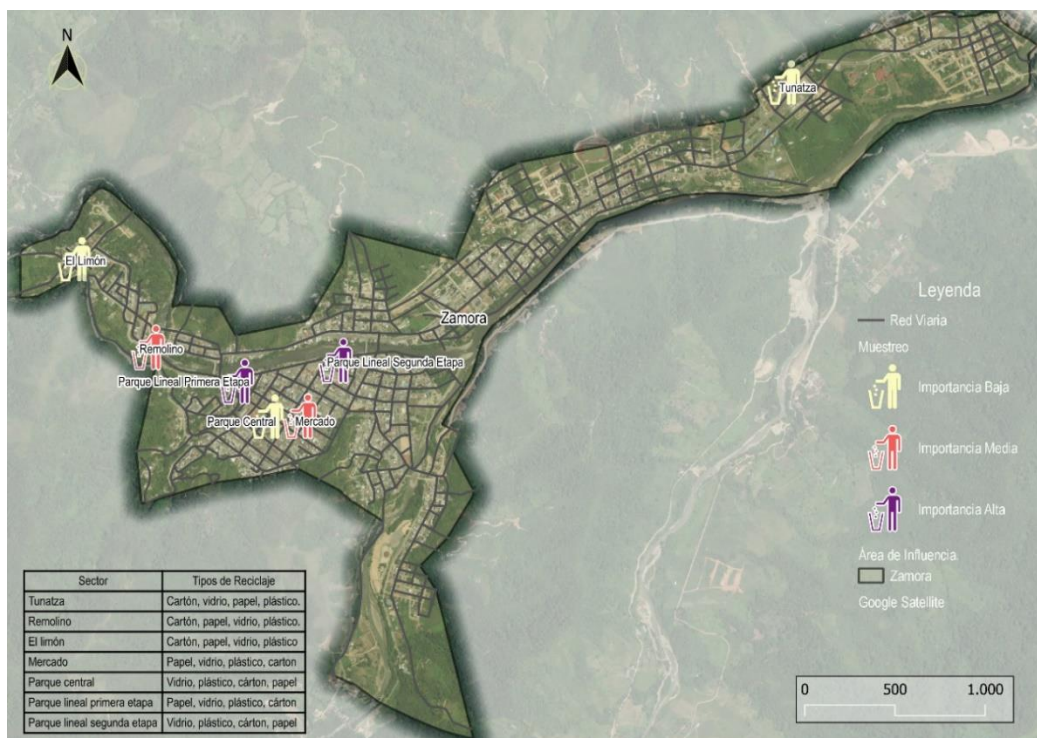 N
Tunatza
El Limón
Zamora
Remolino
Parque Lineal Segunda Etapa
Parque Lineal Primera Etapa
Parque Central
Mercado
Leyenda
Red Viaria
Muestreo
Importancia Baja
Importancia Media
Importancia Alta
Área de Influencia.
Zamora
Google Satellite
Sector Tipos de Reciclaje
Tunatza Cartón, vidrio, papel, plástico.
Remolino Cartón, papel, vidrio, plástico.
El limón Cartón, papel, vidrio, plástico
Mercado Papel, vidrio, plástico, carton
Parque central Vidrio, plástico, cárton, papel
Parque lineal primera etapa Papel, vidrio, plástico, cárton
Parque lineal segunda etapa Vidrio, plástico, cárton, papel
0 500 1.000